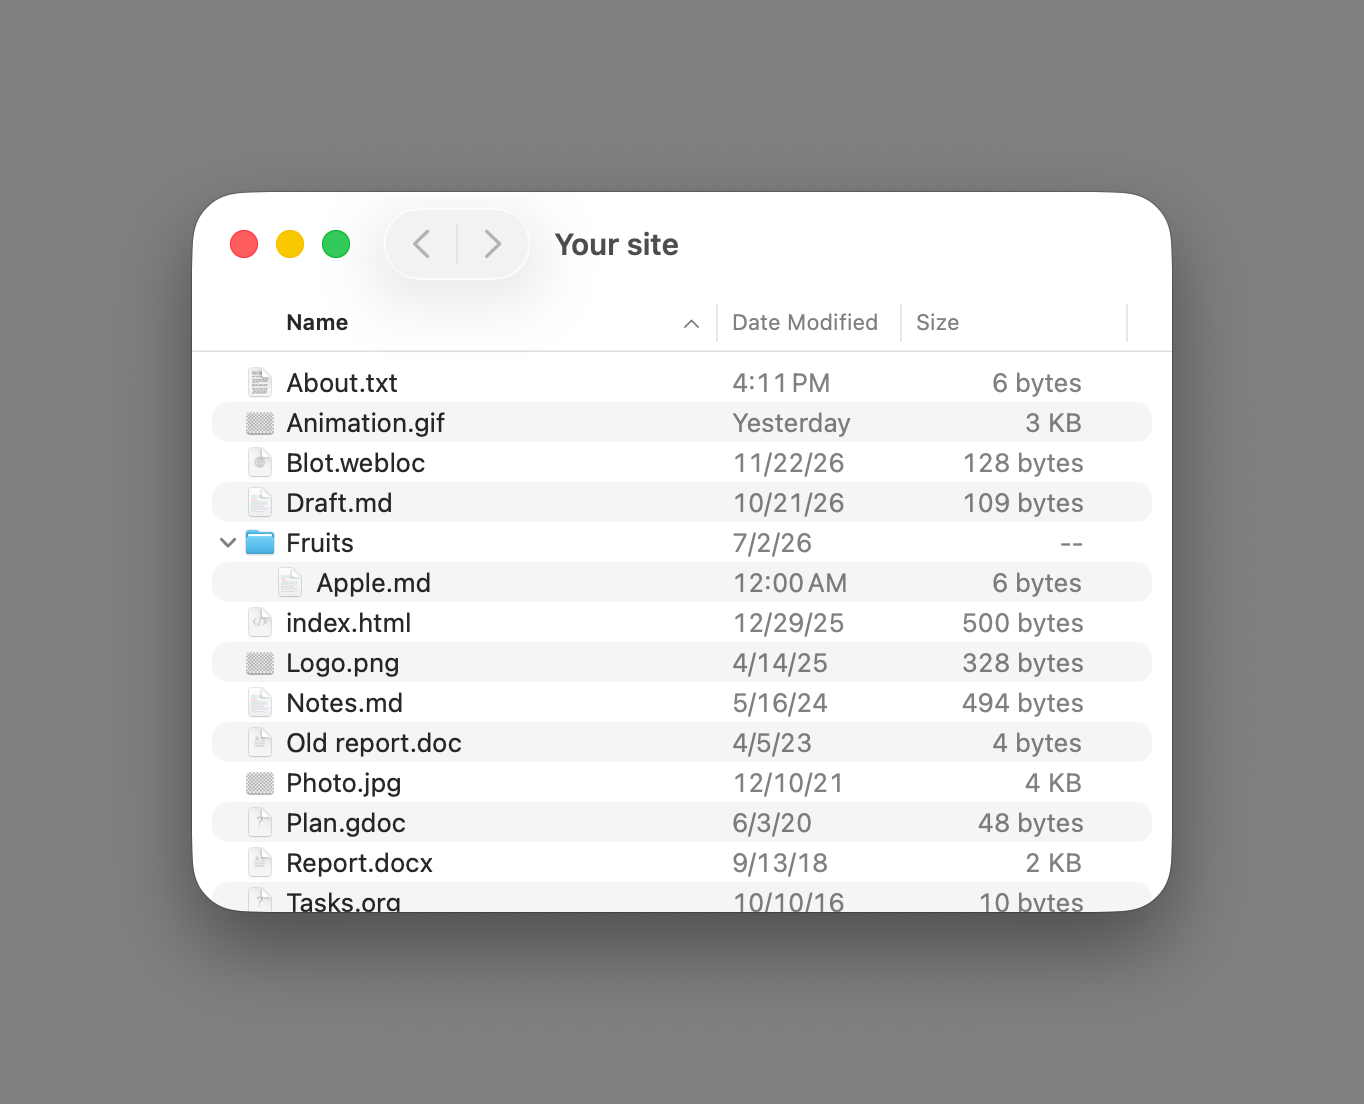 Your site
Name Date Modified Size
About.txt 4:11 PM 6 bytes
Animation.gif Yesterday 3 KB
Blot.webloc 11/22/26 128 bytes
Draft.md 10/21/26 109 bytes
Fruits 7/2/26 --
Apple.md 12:00 AM 6 bytes
index.html 12/29/25 500 bytes
Logo.png 4/14/25 328 bytes
Notes.md 5/16/24 494 bytes
Old report.doc 4/5/23 4 bytes
Photo.jpg 12/10/21 4 KB
Plan.gdoc 6/3/20 48 bytes
Report.docx 9/13/18 2 KB
Tasks.org 10/10/16 10 bytes